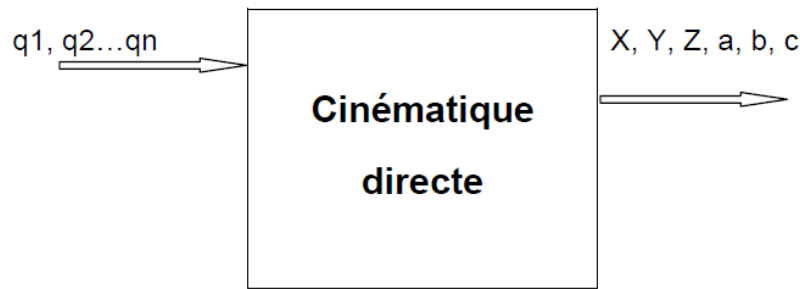 q1, q2...qn
X, Y, Z, a, b, c
Cinématique
directe